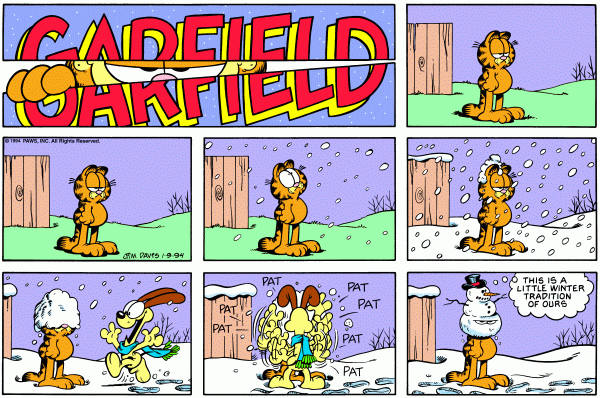 GARFIELD
© 1994 PAWS, INC. All Rights Reserved.
JIM DAVIS 1-9-94
PAT
PAT
PAT
PAT
PAT
PAT
PAT
THIS IS A
LITTLE WINTER
TRADITION
OF OURS